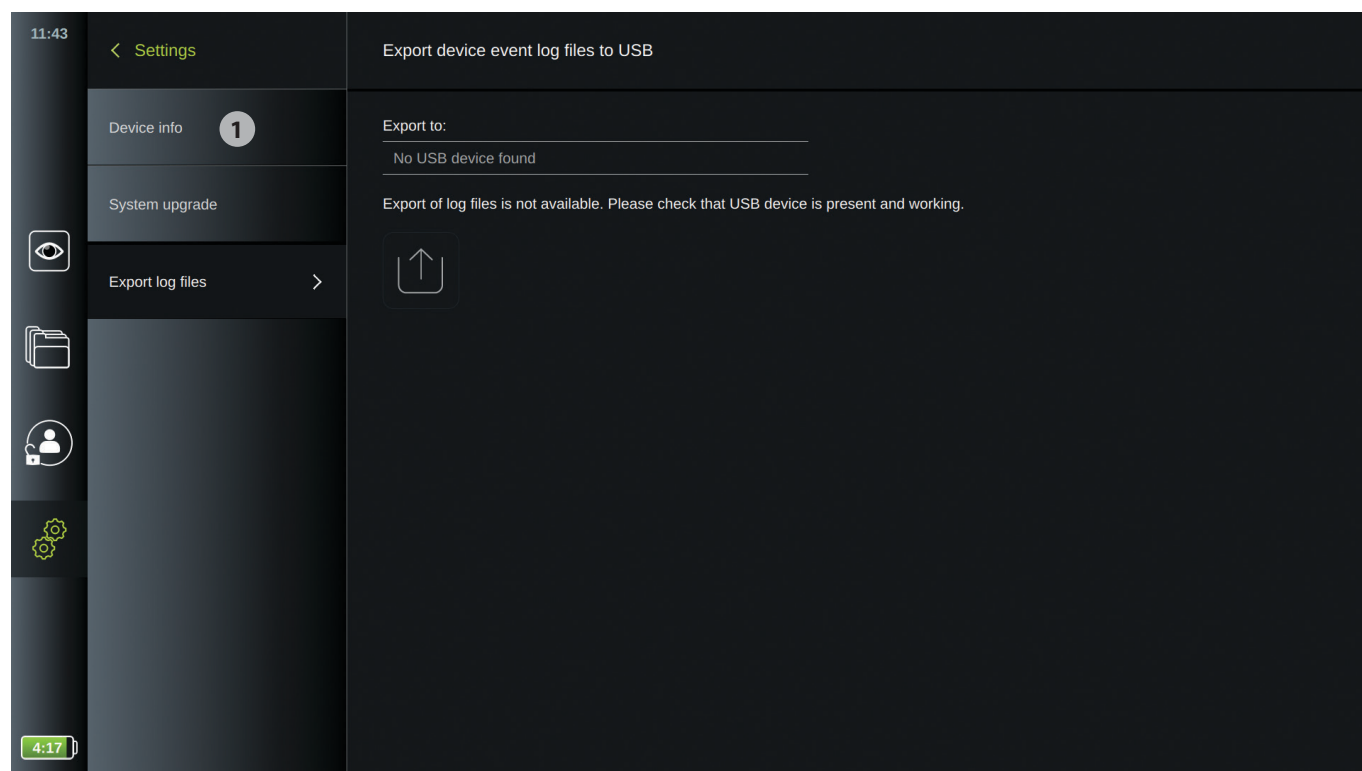 11:43
Settings
Export device event log files to USB
Device info
1
Export to:
No USB device found
System upgrade
Export of log files is not available. Please check that USB device is present and working.
Export log files
4:17